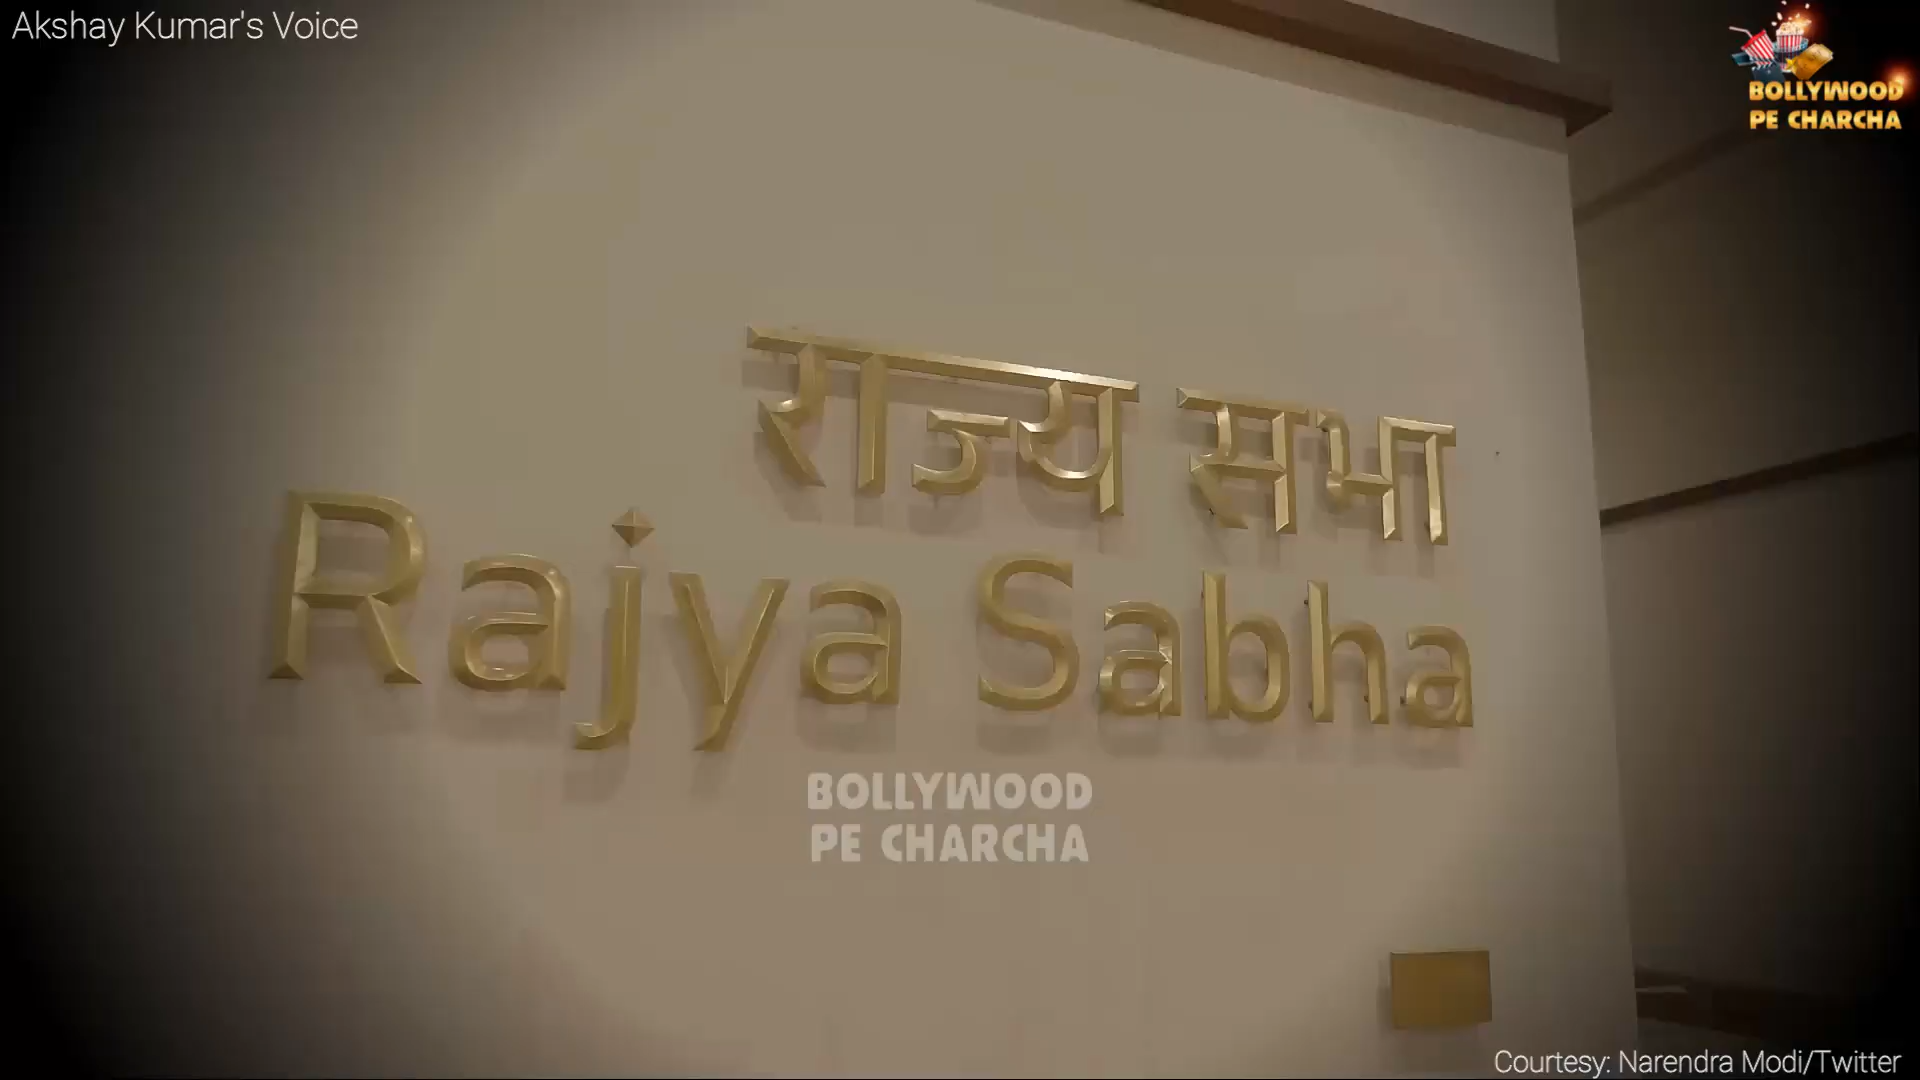 Akshay Kumar's Voice
BOLLYWOOD
PE CHARCHA
राज्य सभा
Rajya Sabha
BOLLYWOOD
PE CHARCHA
Courtesy: Narendra Modi/Twitter